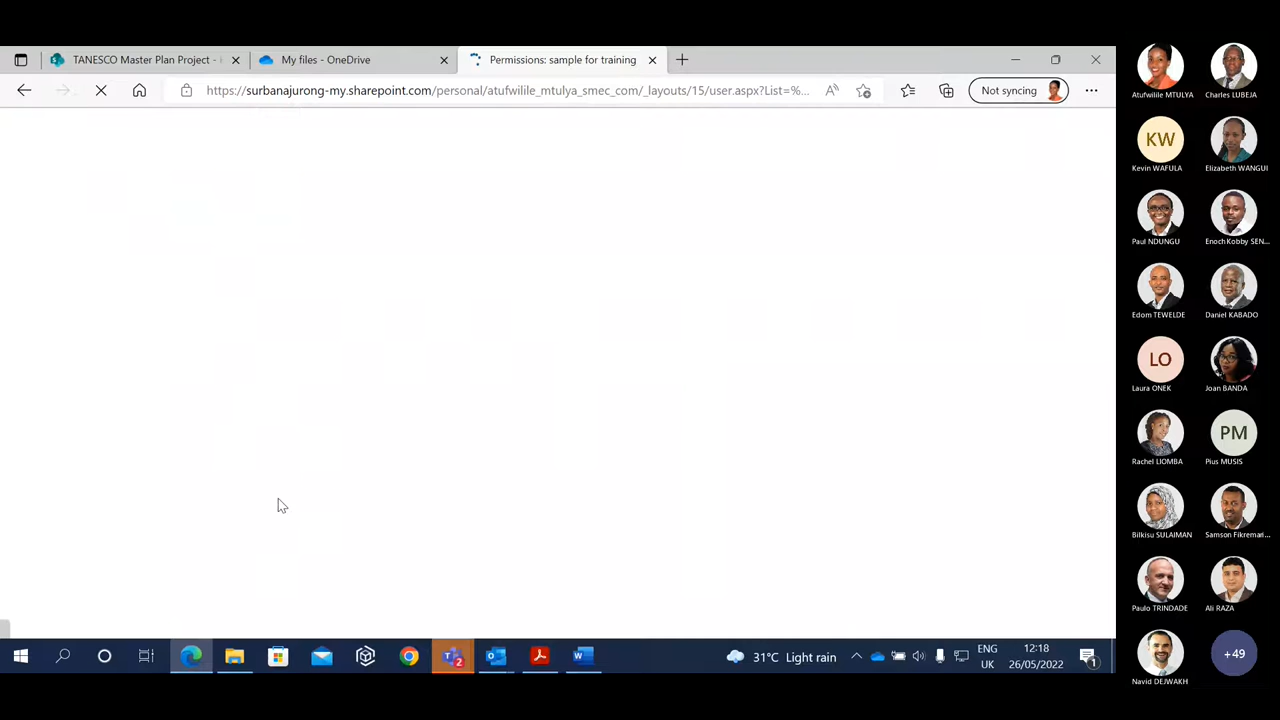 TANESCO Master Plan Project -
My files - OneDrive
Permissions: sample for training
https://surbanajurong-my.sharepoint.com/personal/atufwilile_mtulya_smec_com/_layouts/15/user.aspx?List=%...
Not syncing
Atufwilile MTULYA
Charles LUBEJA
KW
Kevin WAFULA
Elizabeth WANGUI
Paul NDUNGU
Enoch Kobby SEN...
Edom TEWELDE
Daniel KABADO
LO
Laura ONEK
Joan BANDA
PM
Rachel LIOMBA
Pius MUSIS
Bilkisu SULAIMAN
Samson Fikremari...
Paulo TRINDADE
Ali RAZA
+49
Navid DEJWAKH
2
31°C Light rain
ENG
UK
12:18
26/05/2022
1